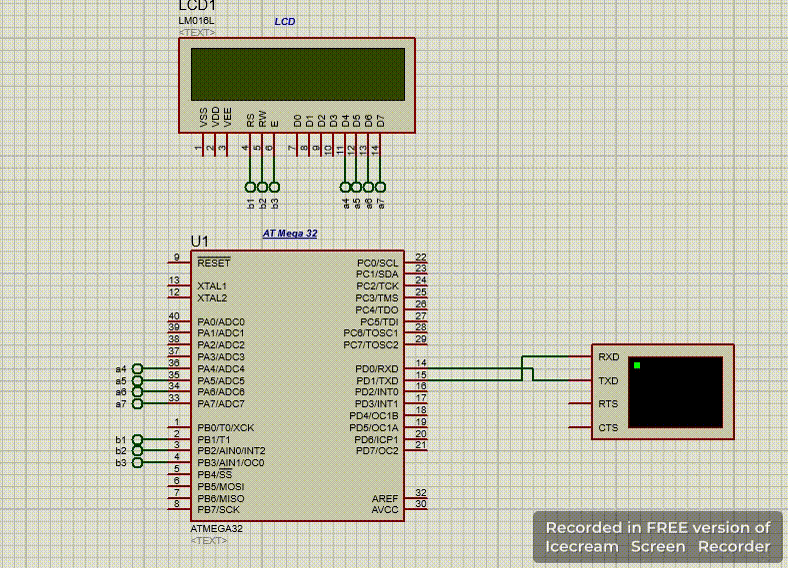 LCD1
LM016L
<TEXT>
LCD
VSS VDD VEE RS RW E D0 D1 D2 D3 D4 D5 D6 D7
1 2 3 4 5 6 7 8 9 10 11 12 13 14
b1 b2 b3 a4 a5 a6 a7
AT Mega 32
U1
9 RESET PC0/SCL 22
PC1/SDA 23
13 XTAL1 PC2/TCK 24
12 XTAL2 PC3/TMS 25
PC4/TDO 26
40 PA0/ADC0 PC5/TDI 27
39 PA1/ADC1 PC6/TOSC1 28
38 PA2/ADC2 PC7/TOSC2 29
37 PA3/ADC3
a4 36 PA4/ADC4 PD0/RXD 14
a5 35 PA5/ADC5 PD1/TXD 15
a6 34 PA6/ADC6 PD2/INT0 16
a7 33 PA7/ADC7 PD3/INT1 17
PD4/OC1B 18
1 PB0/T0/XCK PD5/OC1A 19
b1 2 PB1/T1 PD6/ICP1 20
b2 3 PB2/AIN0/INT2 PD7/OC2 21
b3 4 PB3/AIN1/OC0
5 PB4/SS
6 PB5/MOSI
7 PB6/MISO AREF 32
8 PB7/SCK AVCC 30
ATMEGA32
<TEXT>
RXD
TXD
RTS
CTS
Recorded in FREE version of
Icecream Screen Recorder